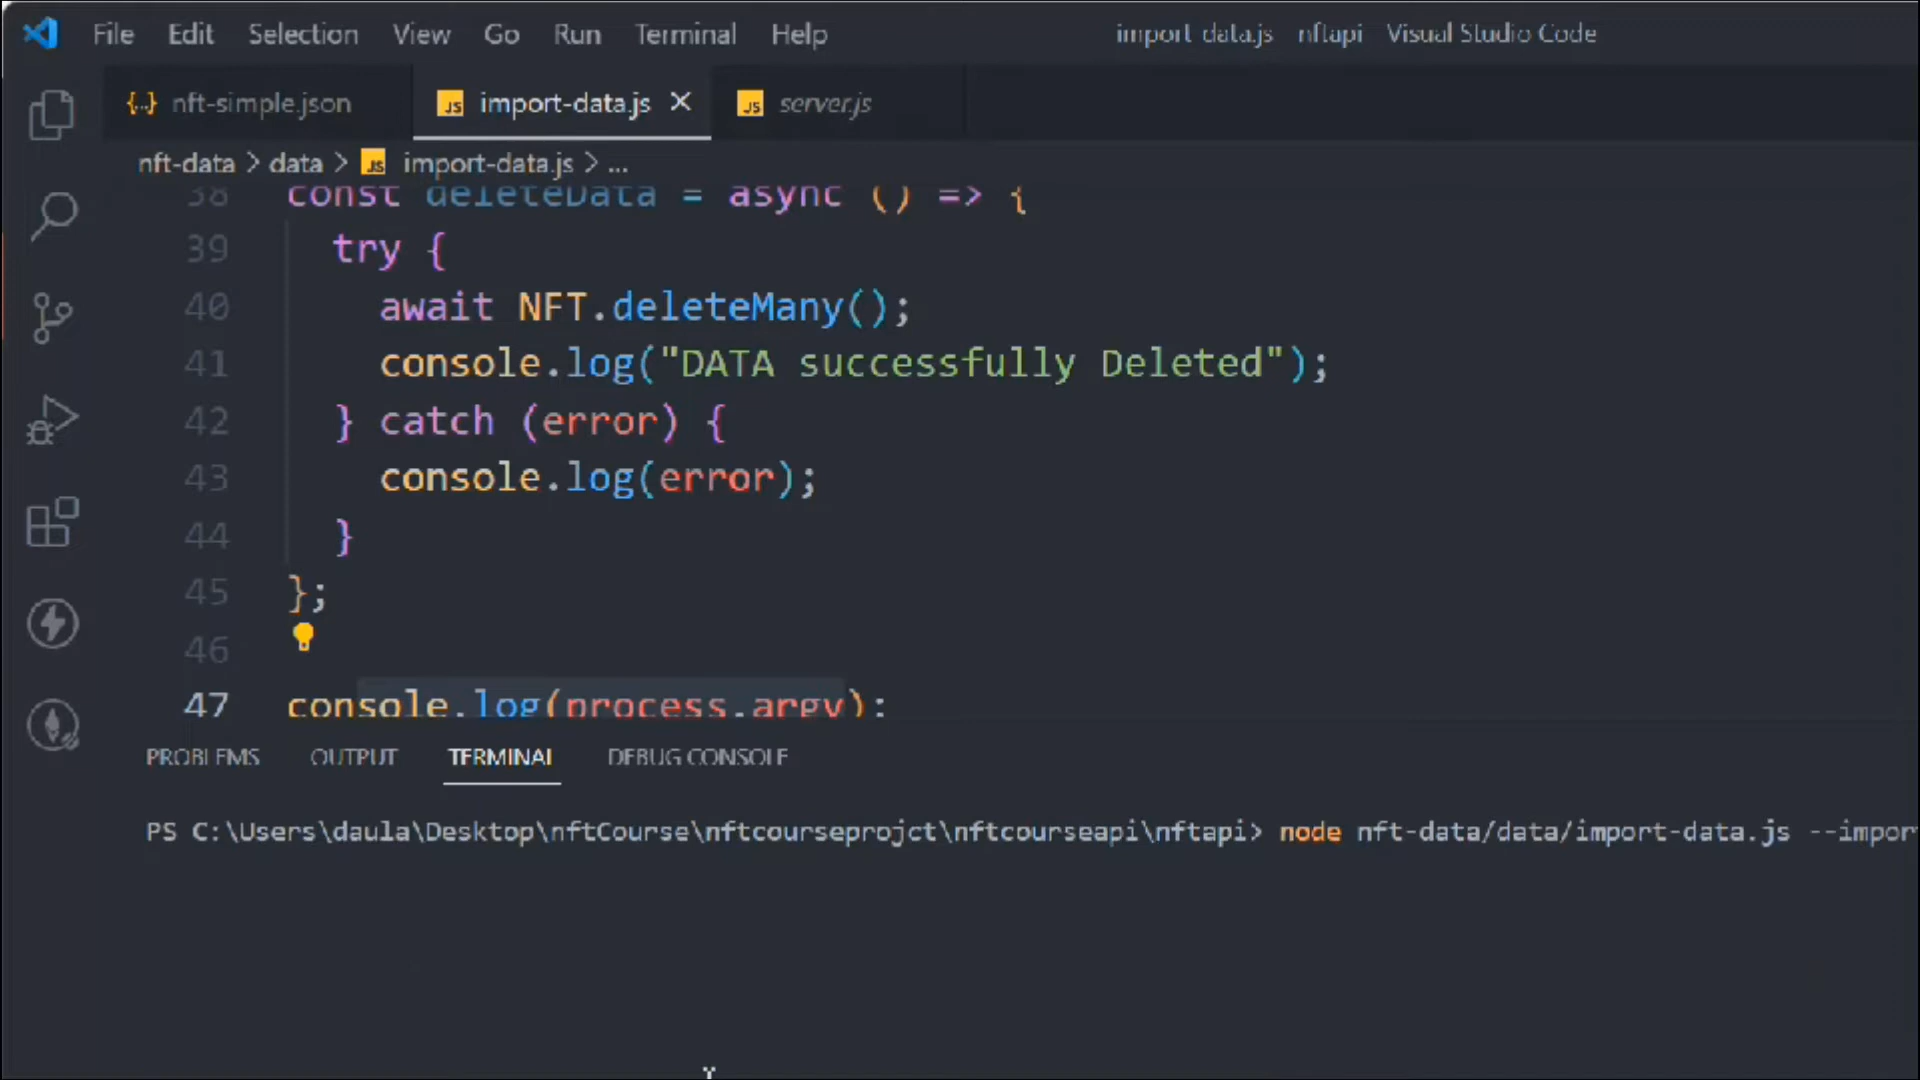 File Edit Selection View Go Run Terminal Help import-data.js nftapi Visual Studio Code
{..} nft-simple.json JS import-data.js JS server.js
nft-data > data > JS import-data.js > ...
38 const deleteData = async () => {
39 try {
40 await NFT.deleteMany();
41 console.log("DATA successfully Deleted");
42 } catch (error) {
43 console.log(error);
44 }
45 };
46
47 console.log(process.argv);
PROBLEMS OUTPUT TERMINAL DEBUG CONSOLE
PS C:\Users\daula\Desktop\nftCourse\nftcourseprojct\nftcourseapi\nftapi> node nft-data/data/import-data.js --impor